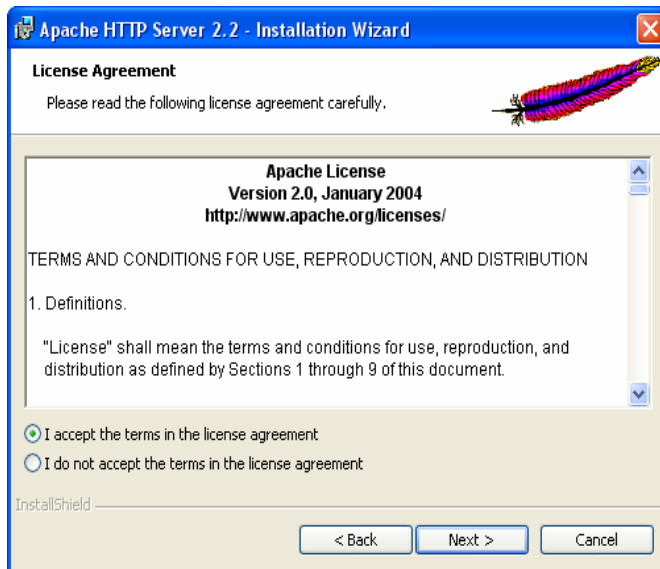 Apache HTTP Server 2.2 - Installation Wizard
License Agreement
Please read the following license agreement carefully.
Apache License
Version 2.0, January 2004
http://www.apache.org/licenses/
TERMS AND CONDITIONS FOR USE, REPRODUCTION, AND DISTRIBUTION
1. Definitions.
"License" shall mean the terms and conditions for use, reproduction, and
distribution as defined by Sections 1 through 9 of this document.
I accept the terms in the license agreement
I do not accept the terms in the license agreement
InstallShield
< Back Next > Cancel